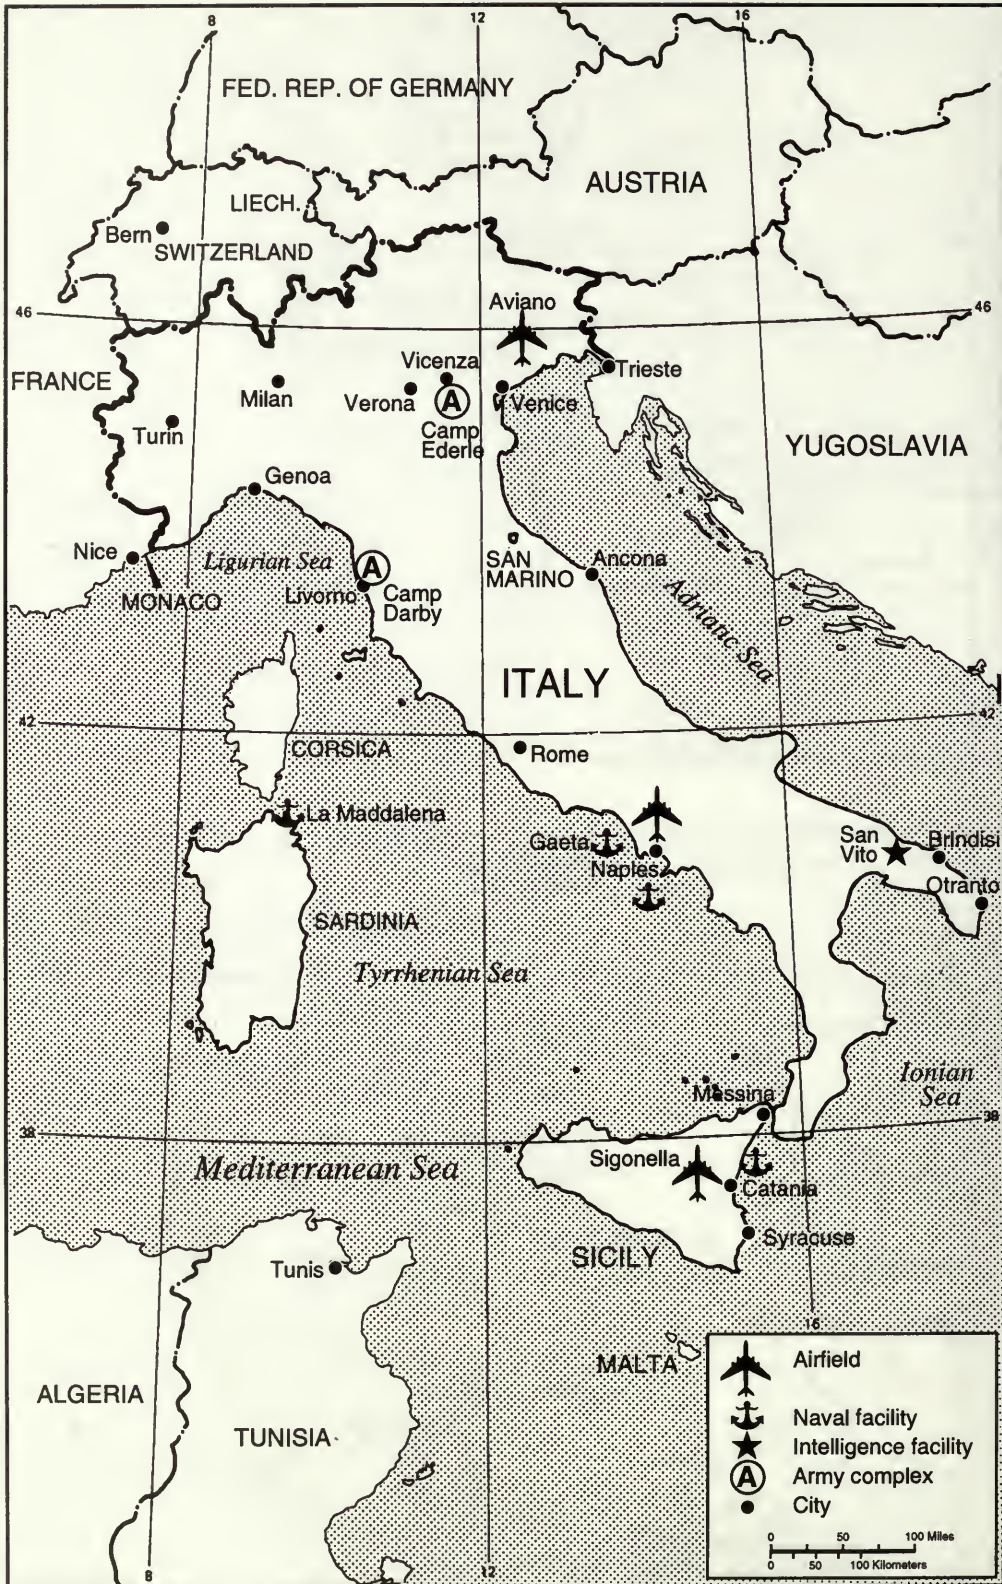 8
12
16
FED. REP. OF GERMANY
AUSTRIA
LIECH.
Bern
SWITZERLAND
46
Aviano
46
FRANCE
Vicenza
Trieste
Milan
Verona
A
Venice
Turin
Camp
Ederle
YUGOSLAVIA
Genoa
Nice
Ligurian Sea
A
SAN
MARINO
Ancona
MONACO
Livorno
Camp
Darby
Adriatic Sea
ITALY
42
42
CORSICA
Rome
La Maddalena
Gaeta
Naples
San
Vito
Brindisi
Otranto
SARDINIA
Tyrrhenian Sea
Ionian
Sea
Messina
38
38
Mediterranean Sea
Sigonella
Catania
Syracuse
SICILY
Tunis
16
MALTA
ALGERIA
TUNISIA
8
12
Airfield
Naval facility
Intelligence facility
A Army complex
City
0 50 100 Miles
0 50 100 Kilometers